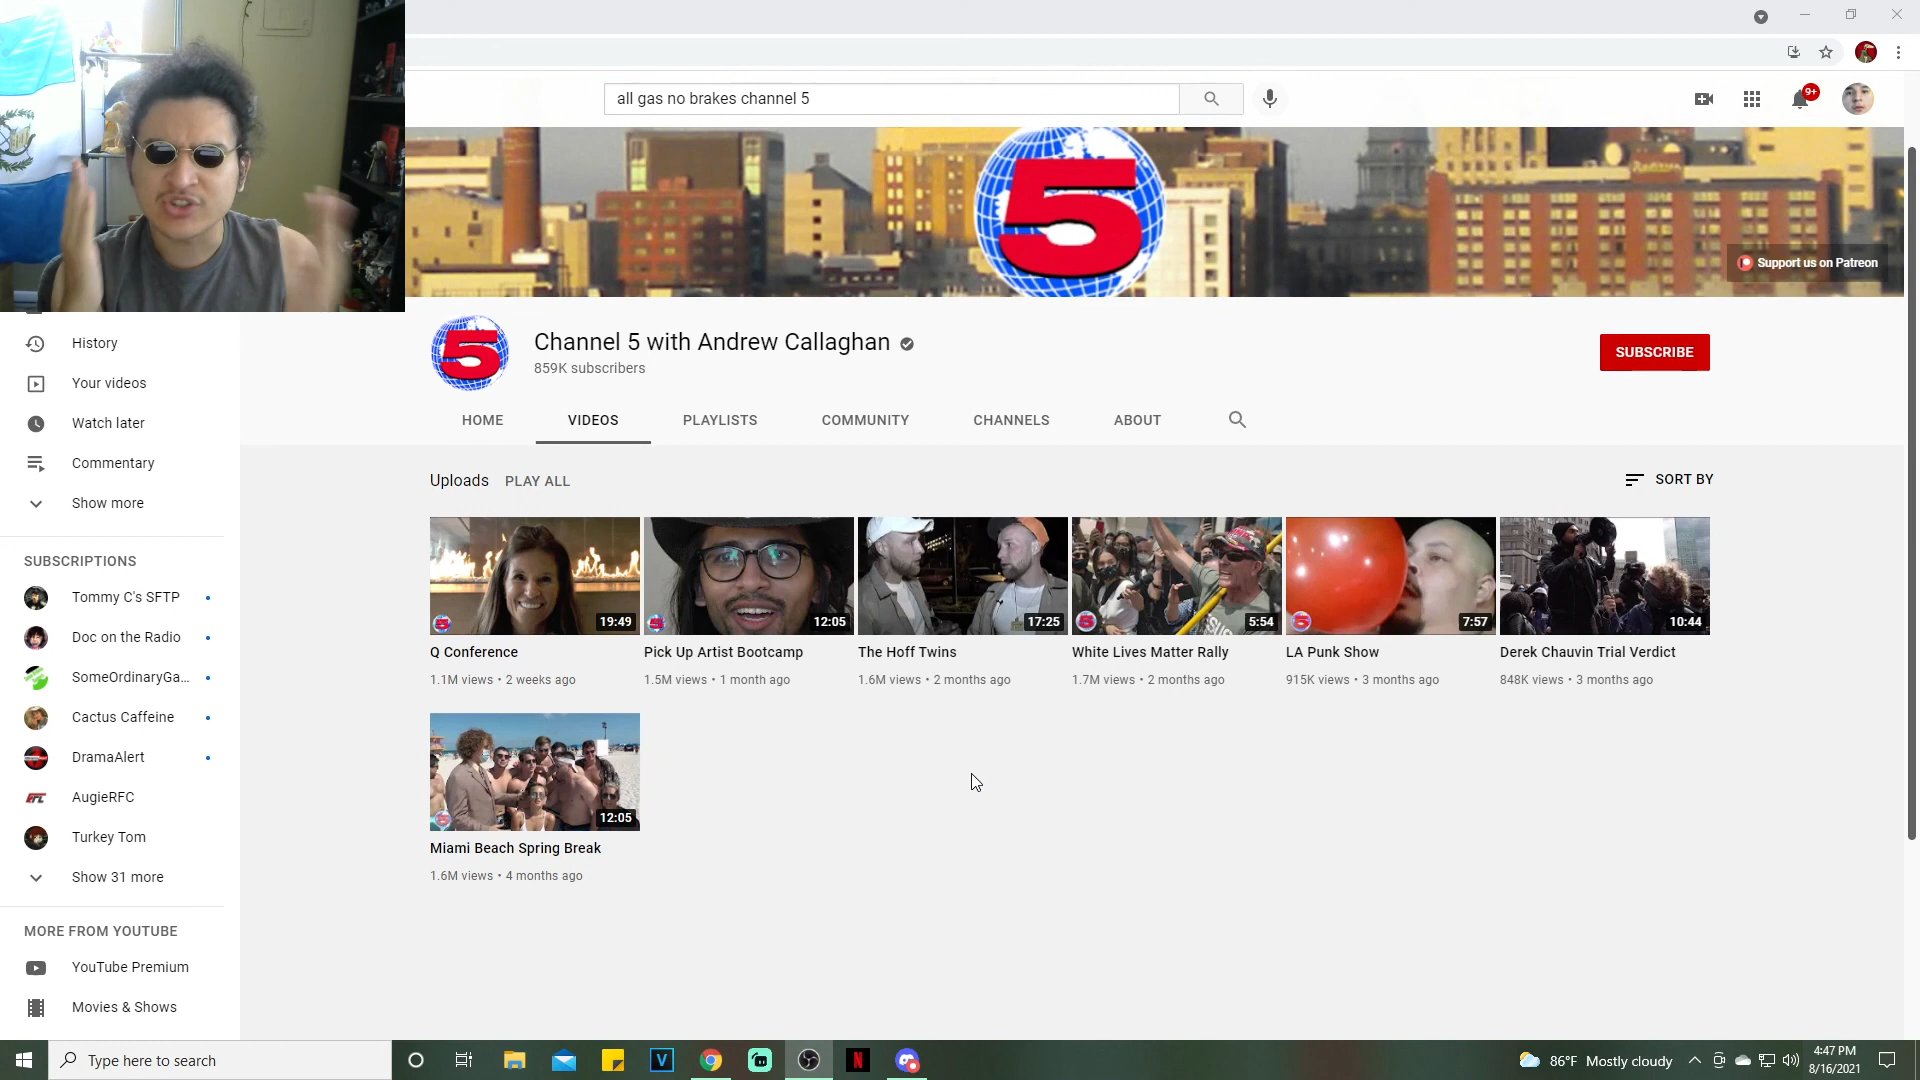 all gas no brakes channel 5
9+
5
Support us on Patreon
5
Channel 5 with Andrew Callaghan
859K subscribers
SUBSCRIBE
HOME
VIDEOS
PLAYLISTS
COMMUNITY
CHANNELS
ABOUT
Uploads
PLAY ALL
SORT BY
19:49
12:05
17:25
5:54
7:57
10:44
Q Conference
Pick Up Artist Bootcamp
The Hoff Twins
White Lives Matter Rally
LA Punk Show
Derek Chauvin Trial Verdict
1.1M views • 2 weeks ago
1.5M views • 1 month ago
1.6M views • 2 months ago
1.7M views • 2 months ago
915K views • 3 months ago
848K views • 3 months ago
12:05
Miami Beach Spring Break
1.6M views • 4 months ago
History
Your videos
Watch later
Commentary
Show more
SUBSCRIPTIONS
Tommy C's SFTP
Doc on the Radio
SomeOrdinaryGa...
Cactus Caffeine
DramaAlert
AugieRFC
Turkey Tom
Show 31 more
MORE FROM YOUTUBE
YouTube Premium
Movies & Shows
Type here to search
V
N
86°F Mostly cloudy
4:47 PM
8/16/2021